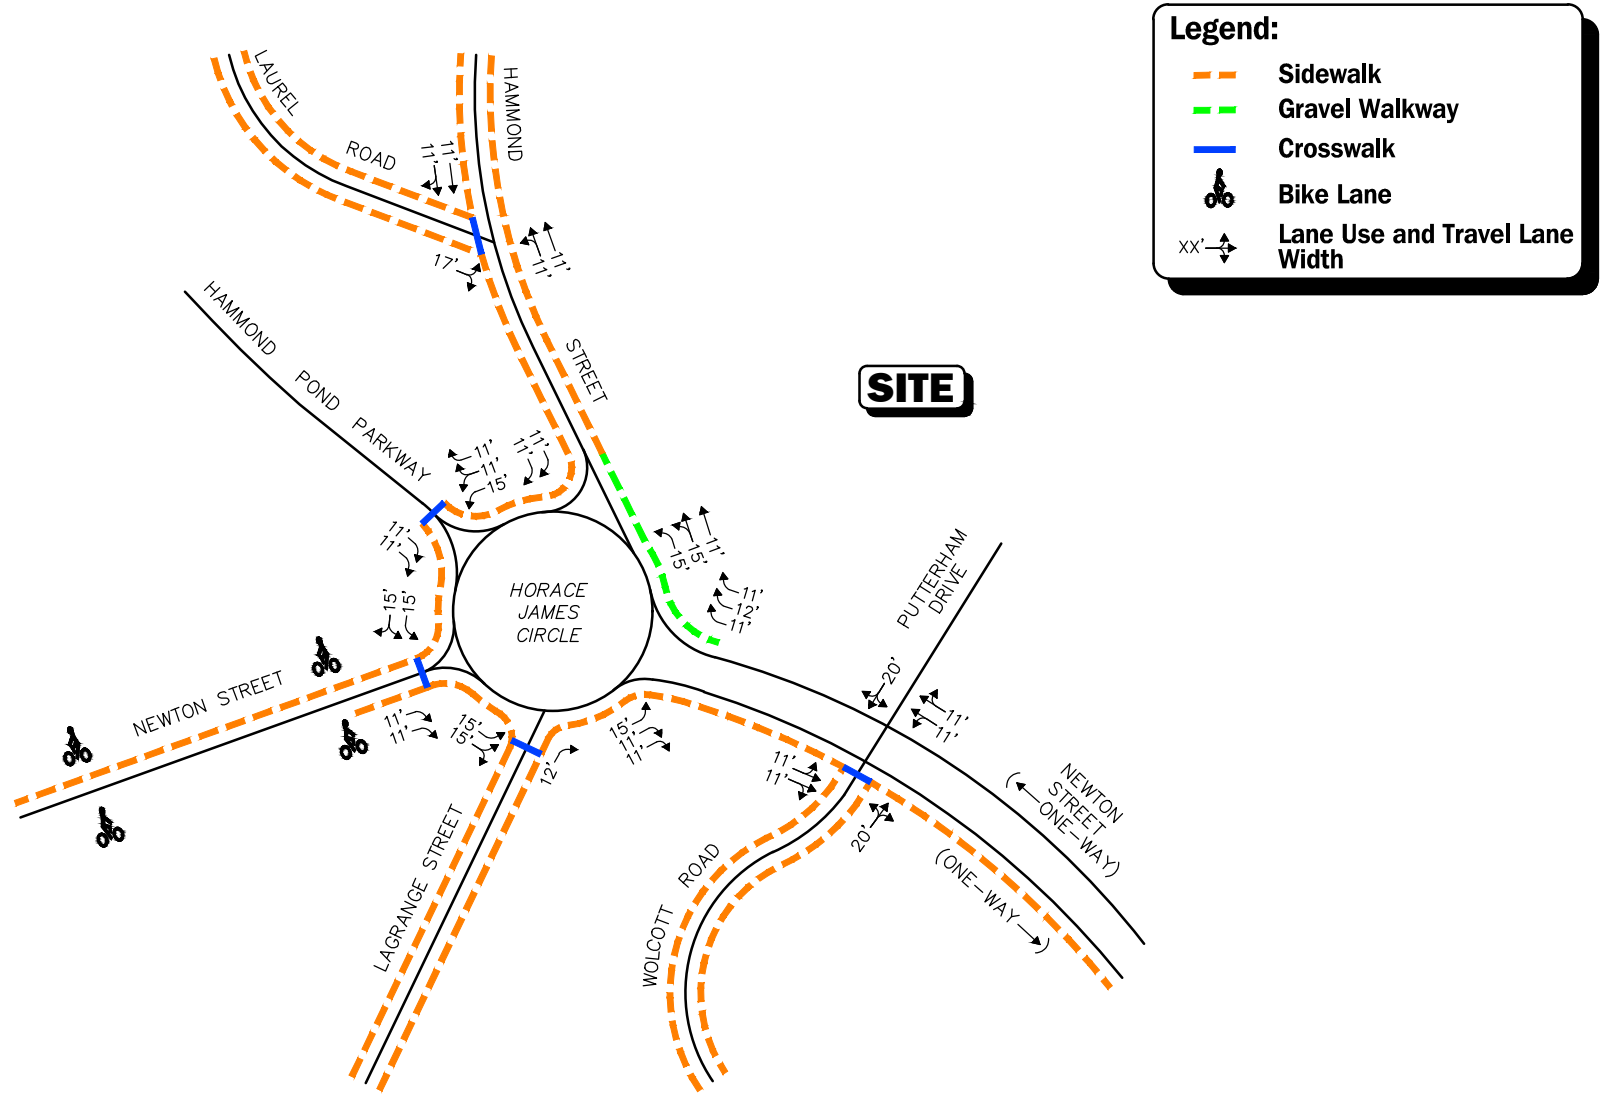 Legend:
Sidewalk
Gravel Walkway
Crosswalk
Bike Lane
XX'
Lane Use and Travel Lane
Width
LAUREL
ROAD
HAMMOND
STREET
11'
11'
11'
11'
17'
HAMMOND
POND
PARKWAY
SITE
11'
11'
15'
11'
11'
11'
11'
15'
15'
HORACE
JAMES
CIRCLE
15'
15'
11'
11'
12'
11'
PUTTERHAM
DRIVE
20'
11'
11'
NEWTON STREET
11'
11'
15'
15'
12'
15'
11'
11'
11'
11'
20'
NEWTON
STREET
(←ONE-WAY)
(ONE-WAY→)
LAGRANGE STREET
WOLCOTT
ROAD